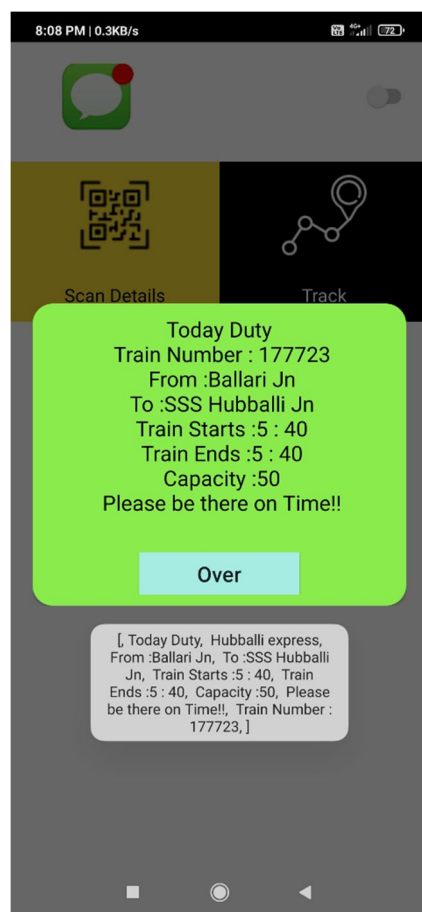 8:08 PM | 0.3KB/s
Vo LTE 4G+ 72
Scan Details
Track
Today Duty
Train Number : 177723
From :Ballari Jn
To :SSS Hubballi Jn
Train Starts :5 : 40
Train Ends :5 : 40
Capacity :50
Please be there on Time!!
Over
[, Today Duty,  Hubballi express,
From :Ballari Jn,  To :SSS Hubballi
Jn,  Train Starts :5 : 40,  Train
Ends :5 : 40,  Capacity :50,  Please
be there on Time!!,  Train Number :
177723, ]